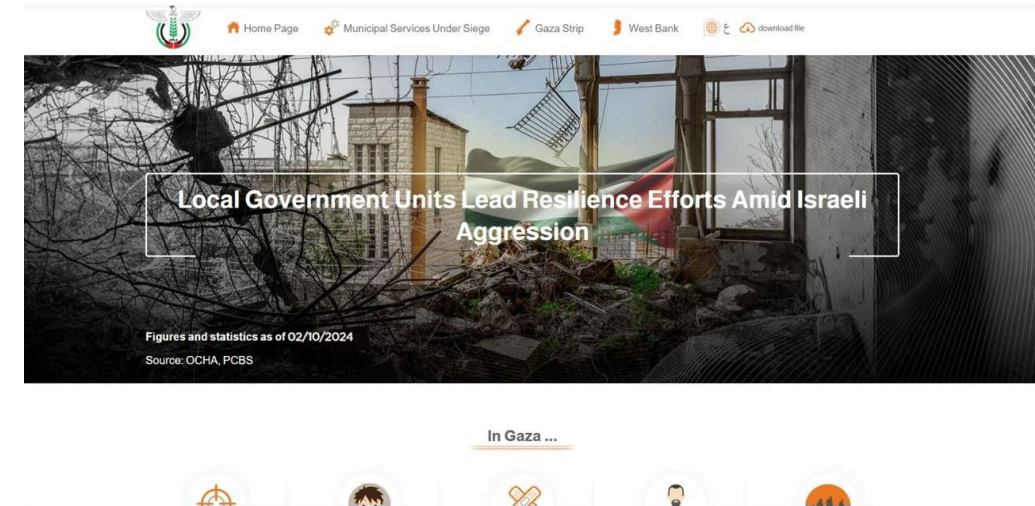 Home Page
Municipal Services Under Siege
Gaza Strip
West Bank
ع
download file
Local Government Units Lead Resilience Efforts Amid Israeli
Aggression
Figures and statistics as of 02/10/2024
Source: OCHA, PCBS
In Gaza ...